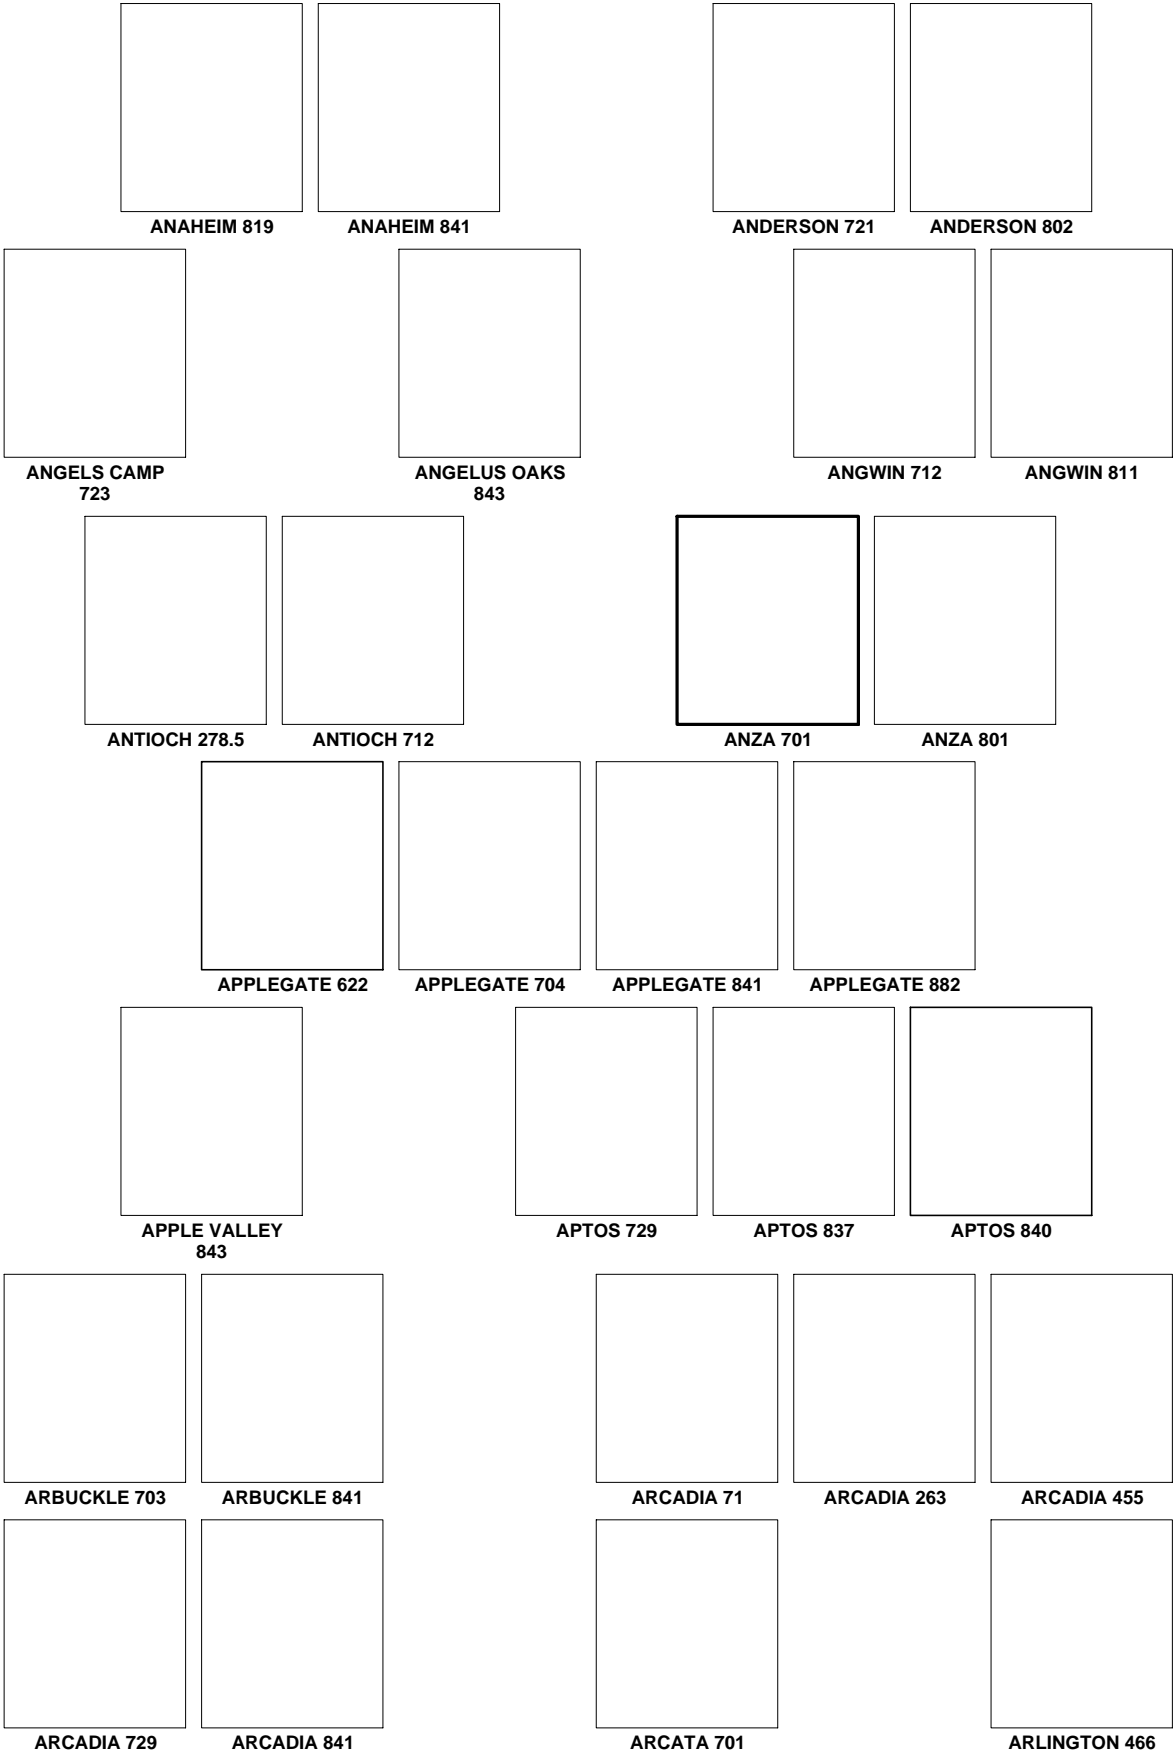 ANAHEIM 819
ANAHEIM 841
ANDERSON 721
ANDERSON 802
ANGELS CAMP
723
ANGELUS OAKS
843
ANGWIN 712
ANGWIN 811
ANTIOCH 278.5
ANTIOCH 712
ANZA 701
ANZA 801
APPLEGATE 622
APPLEGATE 704
APPLEGATE 841
APPLEGATE 882
APPLE VALLEY
843
APTOS 729
APTOS 837
APTOS 840
ARBUCKLE 703
ARBUCKLE 841
ARCADIA 71
ARCADIA 263
ARCADIA 455
ARCADIA 729
ARCADIA 841
ARCATA 701
ARLINGTON 466